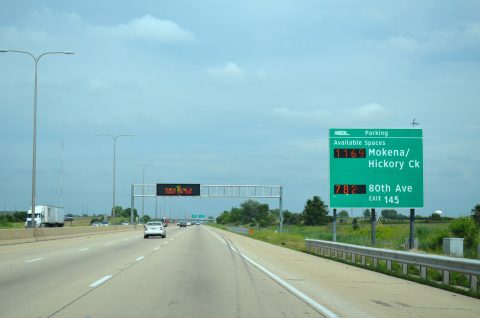 Parking
Available Spaces
1169 Mokena/
Hickory Ck
782 80th Ave
EXIT 145